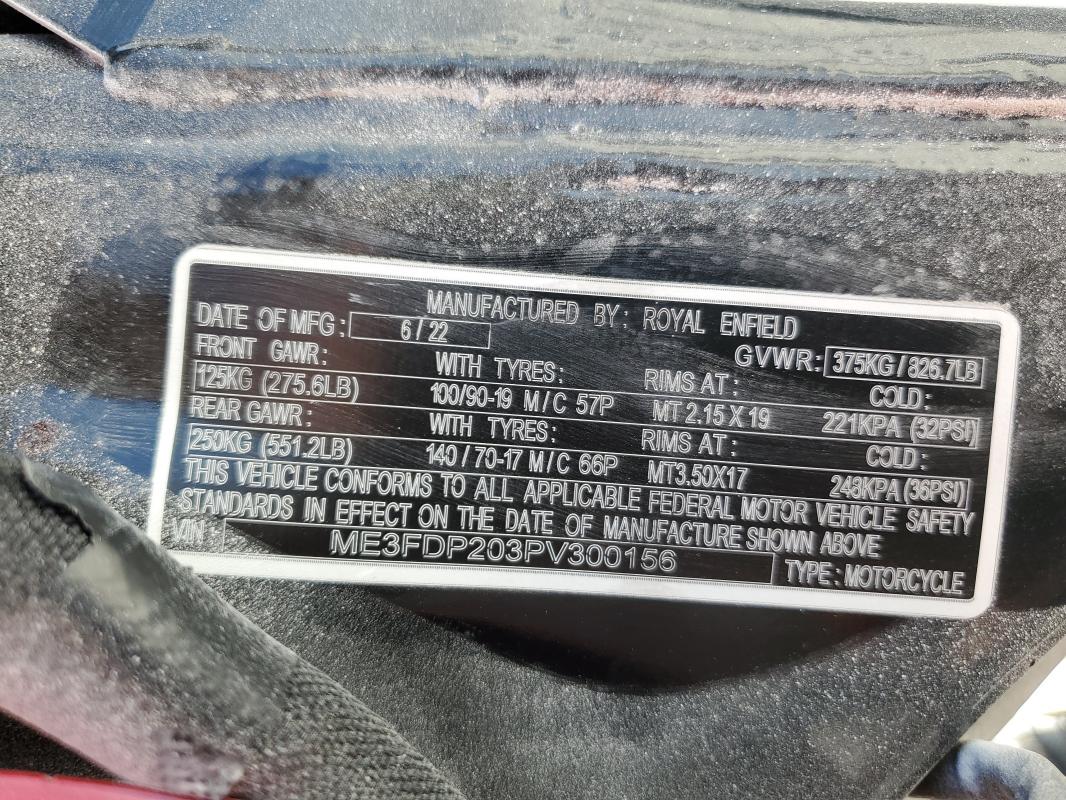 MANUFACTURED BY: ROYAL ENFIELD
DATE OF MFG: 6/22
GVWR: 375KG/826.7LB
FRONT GAWR: WITH TYRES: RIMS AT: COLD:
125KG (275.6LB) 100/90-19 M/C 57P MT 2.15 X 19 221KPA (32PSI)
REAR GAWR: WITH TYRES: RIMS AT: COLD:
250KG (551.2LB) 140/70-17 M/C 66P MT3.50X17 248KPA (36PSI)
THIS VEHICLE CONFORMS TO ALL APPLICABLE FEDERAL MOTOR VEHICLE SAFETY
STANDARDS IN EFFECT ON THE DATE OF MANUFACTURE SHOWN ABOVE
VIN ME3FDP203PV300156 TYPE: MOTORCYCLE